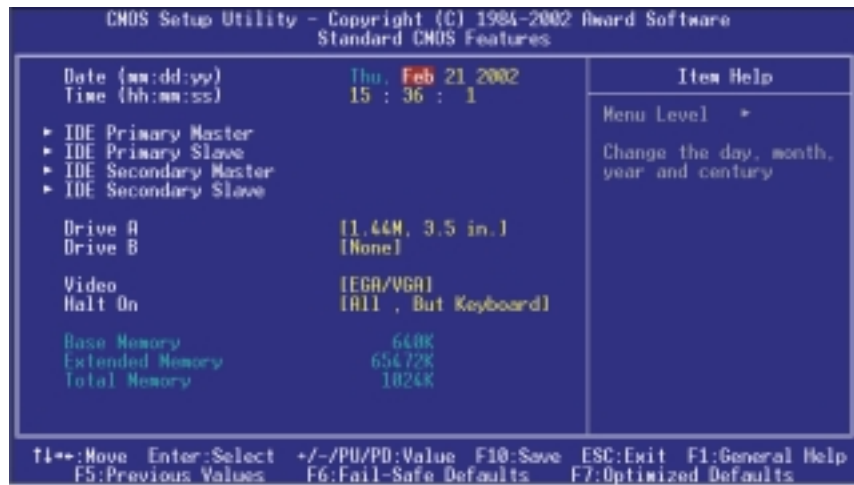 CMOS Setup Utility - Copyright (C) 1984-2002 Award Software
Standard CMOS Features
Date (mm:dd:yy) Thu, Feb 21 2002
Time (hh:mm:ss) 15 : 36 : 1
► IDE Primary Master
► IDE Primary Slave
► IDE Secondary Master
► IDE Secondary Slave
Drive A [1.44M, 3.5 in.]
Drive B [None]
Video [EGA/VGA]
Halt On [All , But Keyboard]
Base Memory 640K
Extended Memory 65472K
Total Memory 1024K
Item Help
Menu Level ►
Change the day, month,
year and century
↑↓→←:Move Enter:Select +/-/PU/PD:Value F10:Save ESC:Exit F1:General Help
F5:Previous Values F6:Fail-Safe Defaults F7:Optimized Defaults